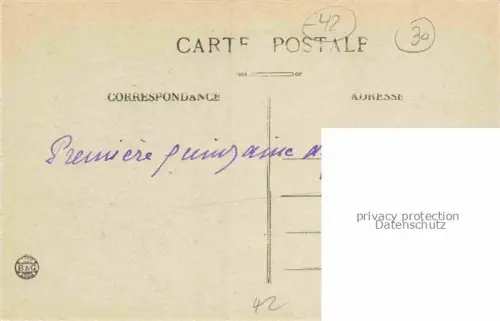 -42
30
CARTE POSTALE
CORRESPONDANCE
ADRESSE
Première quinzaine
privacy protection
Datenschutz
B&G
42